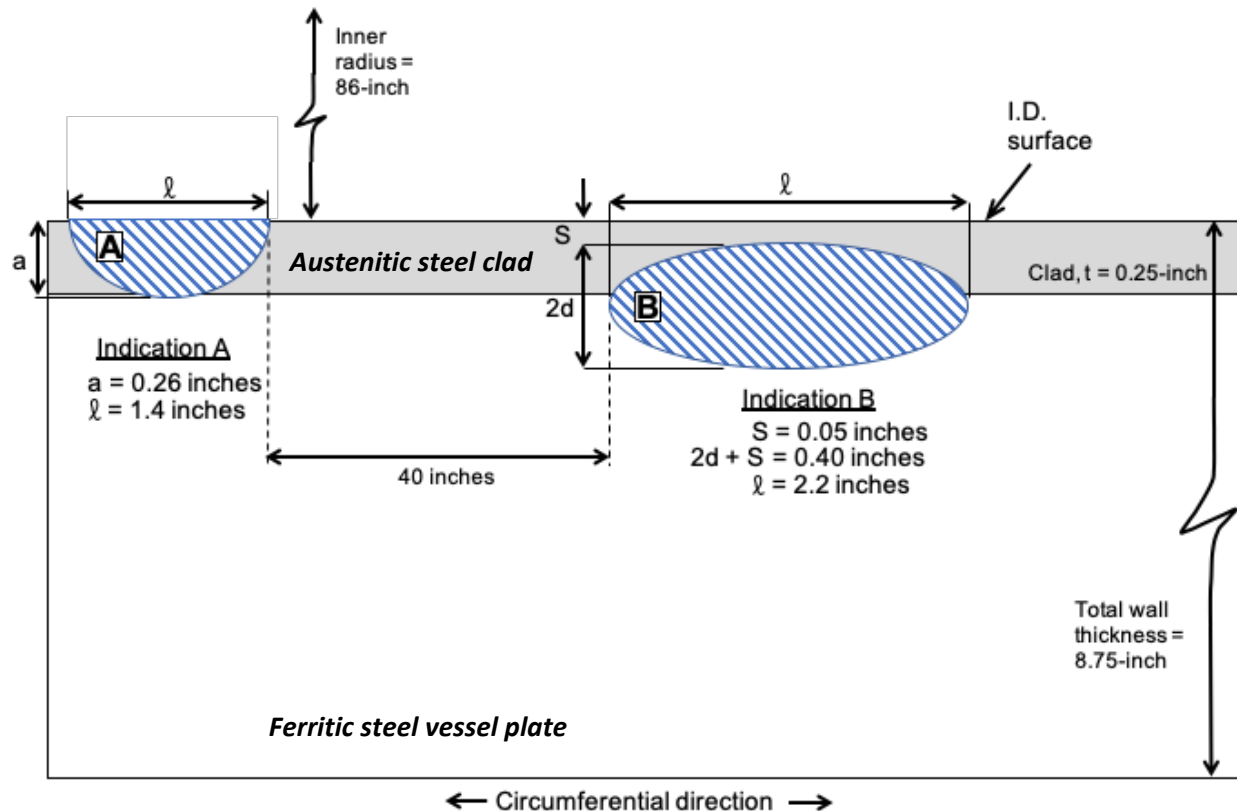 Inner
radius =
86-inch
I.D.
surface
ℓ
ℓ
a
A
S
Austenitic steel clad
Clad, t = 0.25-inch
2d
B
Indication A
a = 0.26 inches
ℓ = 1.4 inches
Indication B
S = 0.05 inches
2d + S = 0.40 inches
ℓ = 2.2 inches
40 inches
Total wall
thickness =
8.75-inch
Ferritic steel vessel plate
Circumferential direction